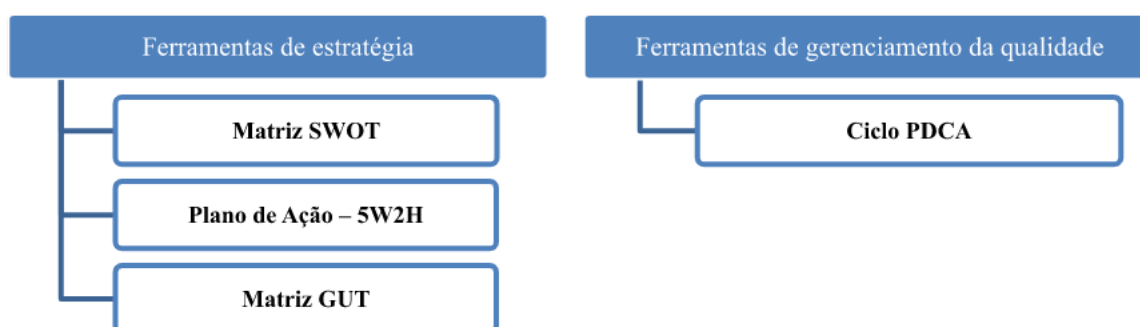 Ferramentas de estratégia
Matriz SWOT
Plano de Ação – 5W2H
Matriz GUT
Ferramentas de gerenciamento da qualidade
Ciclo PDCA